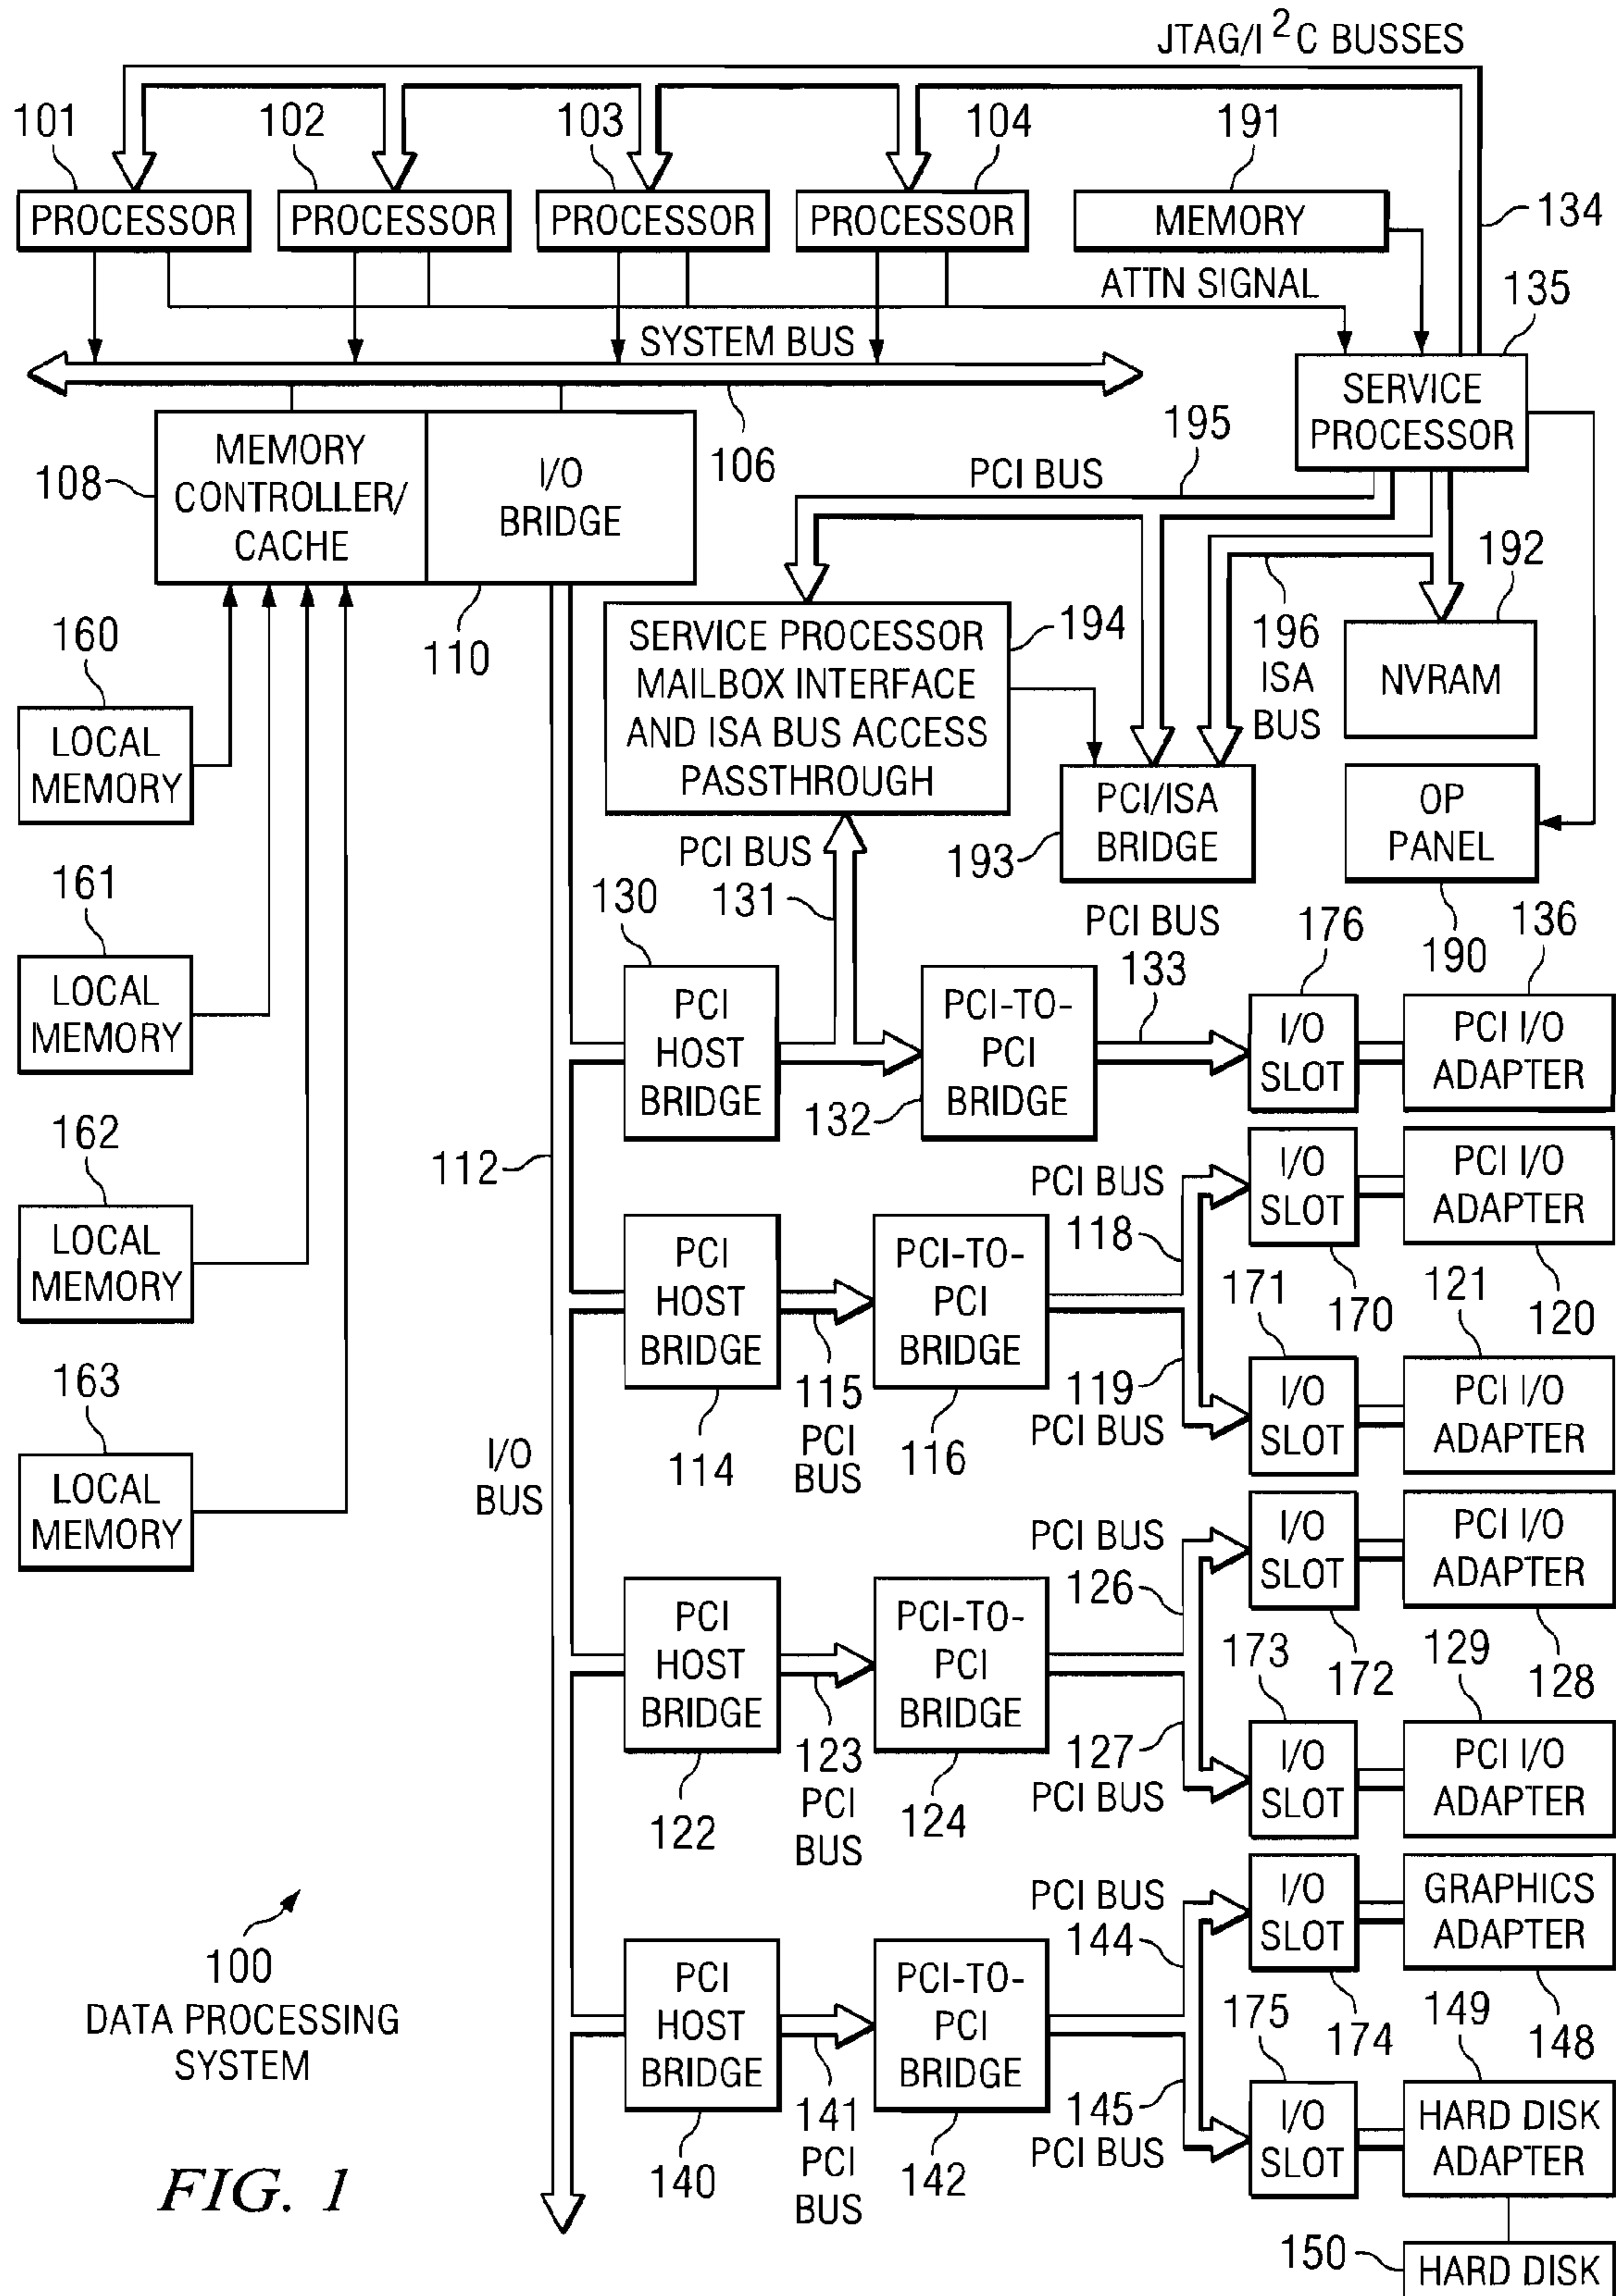 JTAG/I²C BUSSES
101
102
103
104
191
PROCESSOR
PROCESSOR
PROCESSOR
PROCESSOR
MEMORY
134
ATTN SIGNAL
135
SYSTEM BUS
SERVICE
PROCESSOR
195
108
MEMORY
CONTROLLER/
CACHE
I/O
BRIDGE
106
PCI BUS
192
110
SERVICE PROCESSOR
MAILBOX INTERFACE
AND ISA BUS ACCESS
PASSTHROUGH
194
196
ISA
BUS
NVRAM
160
LOCAL
MEMORY
PCI/ISA
BRIDGE
193
OP
PANEL
190
PCI BUS
131
161
LOCAL
MEMORY
130
PCI
HOST
BRIDGE
PCI-TO-
PCI
BRIDGE
132
PCI BUS
133
176
I/O
SLOT
136
PCI I/O
ADAPTER
162
LOCAL
MEMORY
112
PCI BUS
118
I/O
SLOT
170
PCI I/O
ADAPTER
120
PCI
HOST
BRIDGE
114
115
PCI
BUS
PCI-TO-
PCI
BRIDGE
116
119
PCI BUS
171
I/O
SLOT
121
PCI I/O
ADAPTER
163
LOCAL
MEMORY
I/O
BUS
PCI BUS
126
I/O
SLOT
172
PCI I/O
ADAPTER
128
PCI
HOST
BRIDGE
122
123
PCI
BUS
PCI-TO-
PCI
BRIDGE
124
127
PCI BUS
173
I/O
SLOT
129
PCI I/O
ADAPTER
PCI BUS
144
I/O
SLOT
174
GRAPHICS
ADAPTER
148
100
DATA PROCESSING
SYSTEM
PCI
HOST
BRIDGE
140
141
PCI
BUS
PCI-TO-
PCI
BRIDGE
142
145
PCI BUS
175
I/O
SLOT
149
HARD DISK
ADAPTER
FIG. 1
150
HARD DISK